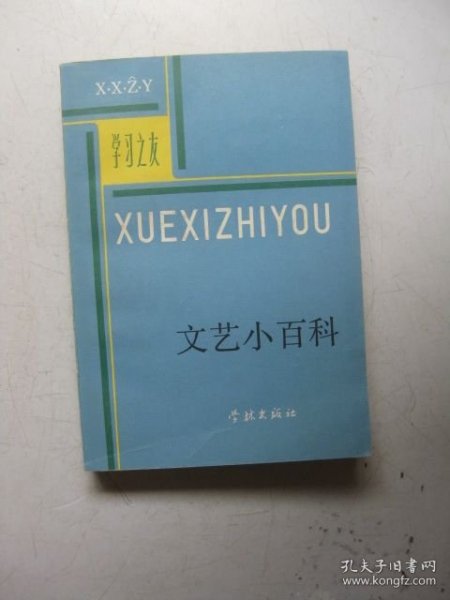 X·X·Ẑ·Y
学习之友
XUEXIZHIYOU
文艺小百科
学林出版社
孔夫子旧书网
www.kongfz.com